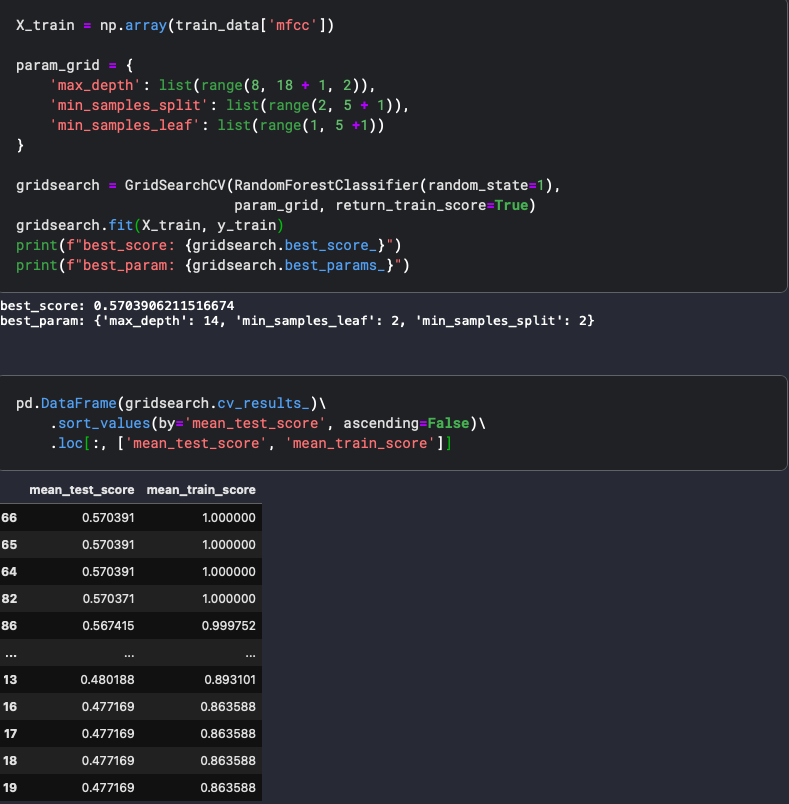 X_train = np.array(train_data['mfcc'])
param_grid = {
    'max_depth': list(range(8, 18 + 1, 2)),
    'min_samples_split': list(range(2, 5 + 1)),
    'min_samples_leaf': list(range(1, 5 +1))
}
gridsearch = GridSearchCV(RandomForestClassifier(random_state=1),
                          param_grid, return_train_score=True)
gridsearch.fit(X_train, y_train)
print(f"best_score: {gridsearch.best_score_}")
print(f"best_param: {gridsearch.best_params_}")
best_score: 0.5703906211516674
best_param: {'max_depth': 14, 'min_samples_leaf': 2, 'min_samples_split': 2}
pd.DataFrame(gridsearch.cv_results_)\
    .sort_values(by='mean_test_score', ascending=False)\
    .loc[:, ['mean_test_score', 'mean_train_score']]
mean_test_score mean_train_score
66 0.570391 1.000000
65 0.570391 1.000000
64 0.570391 1.000000
82 0.570371 1.000000
86 0.567415 0.999752
... ... ...
13 0.480188 0.893101
16 0.477169 0.863588
17 0.477169 0.863588
18 0.477169 0.863588
19 0.477169 0.863588